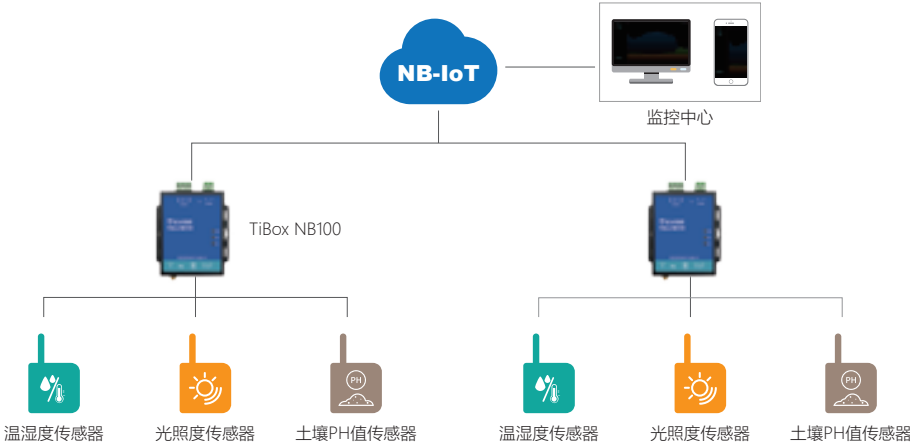 NB-IoT
监控中心
TiBox NB100
温湿度传感器
光照度传感器
PH
土壤PH值传感器
温湿度传感器
光照度传感器
PH
土壤PH值传感器